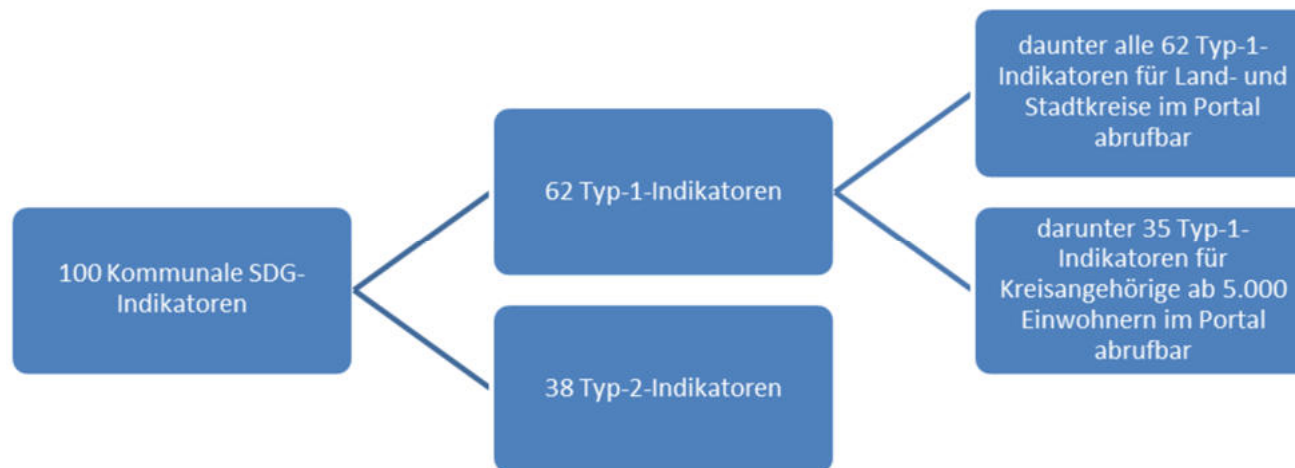 100 Kommunale SDG-
Indikatoren
62 Typ-1-Indikatoren
38 Typ-2-Indikatoren
daunter alle 62 Typ-1-
Indikatoren für Land- und
Stadtkreise im Portal
abrufbar
darunter 35 Typ-1-
Indikatoren für
Kreisangehörige ab 5.000
Einwohnern im Portal
abrufbar